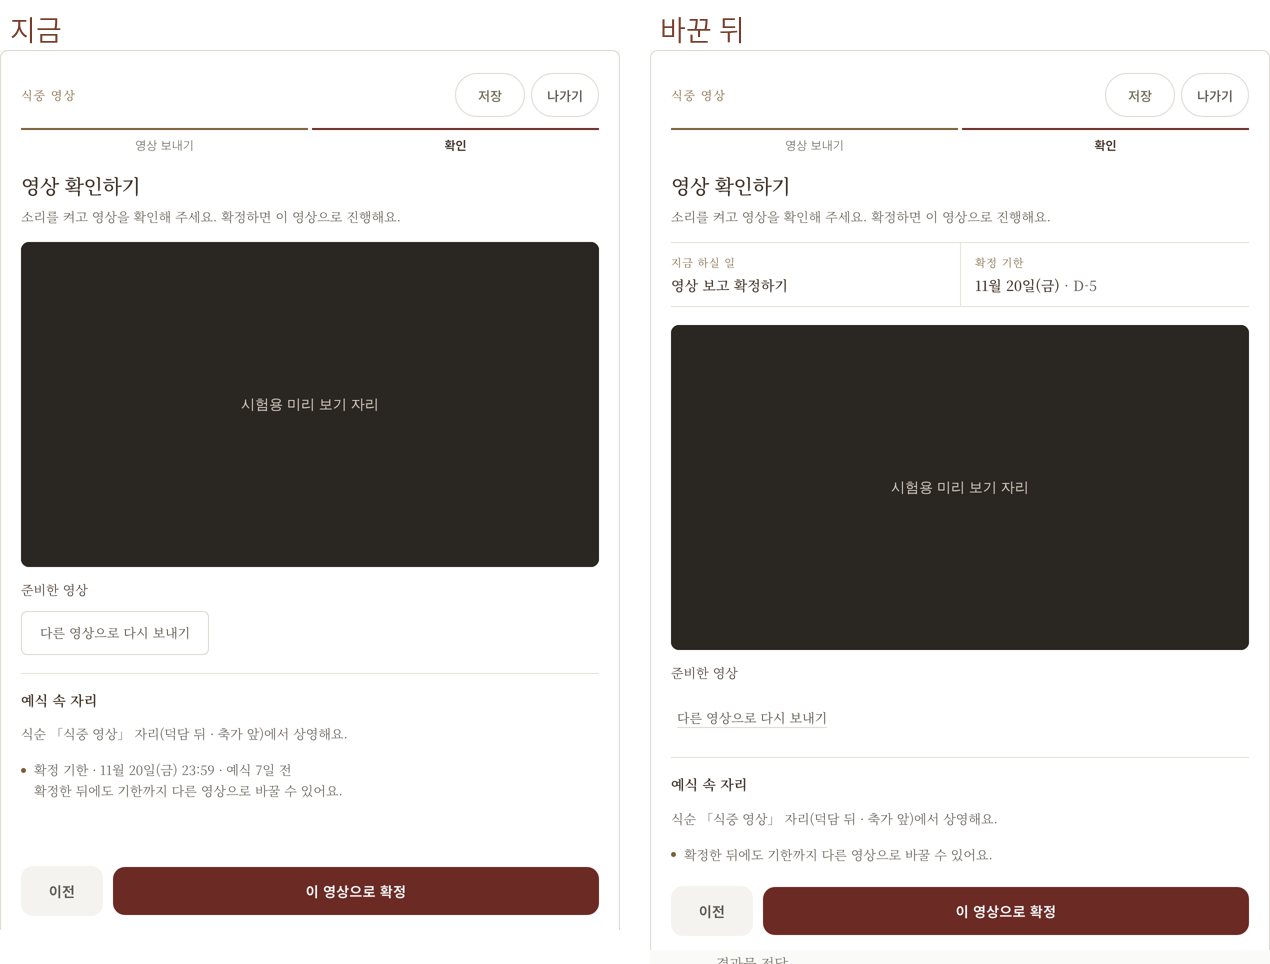 지금
식중 영상
저장
나가기
영상 보내기
확인
영상 확인하기
소리를 켜고 영상을 확인해 주세요. 확정하면 이 영상으로 진행해요.
시험용 미리 보기 자리
준비한 영상
다른 영상으로 다시 보내기
예식 속 자리
식순 「식중 영상」 자리(덕담 뒤 · 축가 앞)에서 상영해요.
• 확정 기한 · 11월 20일(금) 23:59 · 예식 7일 전
확정한 뒤에도 기한까지 다른 영상으로 바꿀 수 있어요.
이전
이 영상으로 확정
바꾼 뒤
식중 영상
저장
나가기
영상 보내기
확인
영상 확인하기
소리를 켜고 영상을 확인해 주세요. 확정하면 이 영상으로 진행해요.
지금 하실 일
영상 보고 확정하기
확정 기한
11월 20일(금) · D-5
시험용 미리 보기 자리
준비한 영상
다른 영상으로 다시 보내기
예식 속 자리
식순 「식중 영상」 자리(덕담 뒤 · 축가 앞)에서 상영해요.
• 확정한 뒤에도 기한까지 다른 영상으로 바꿀 수 있어요.
이전
이 영상으로 확정